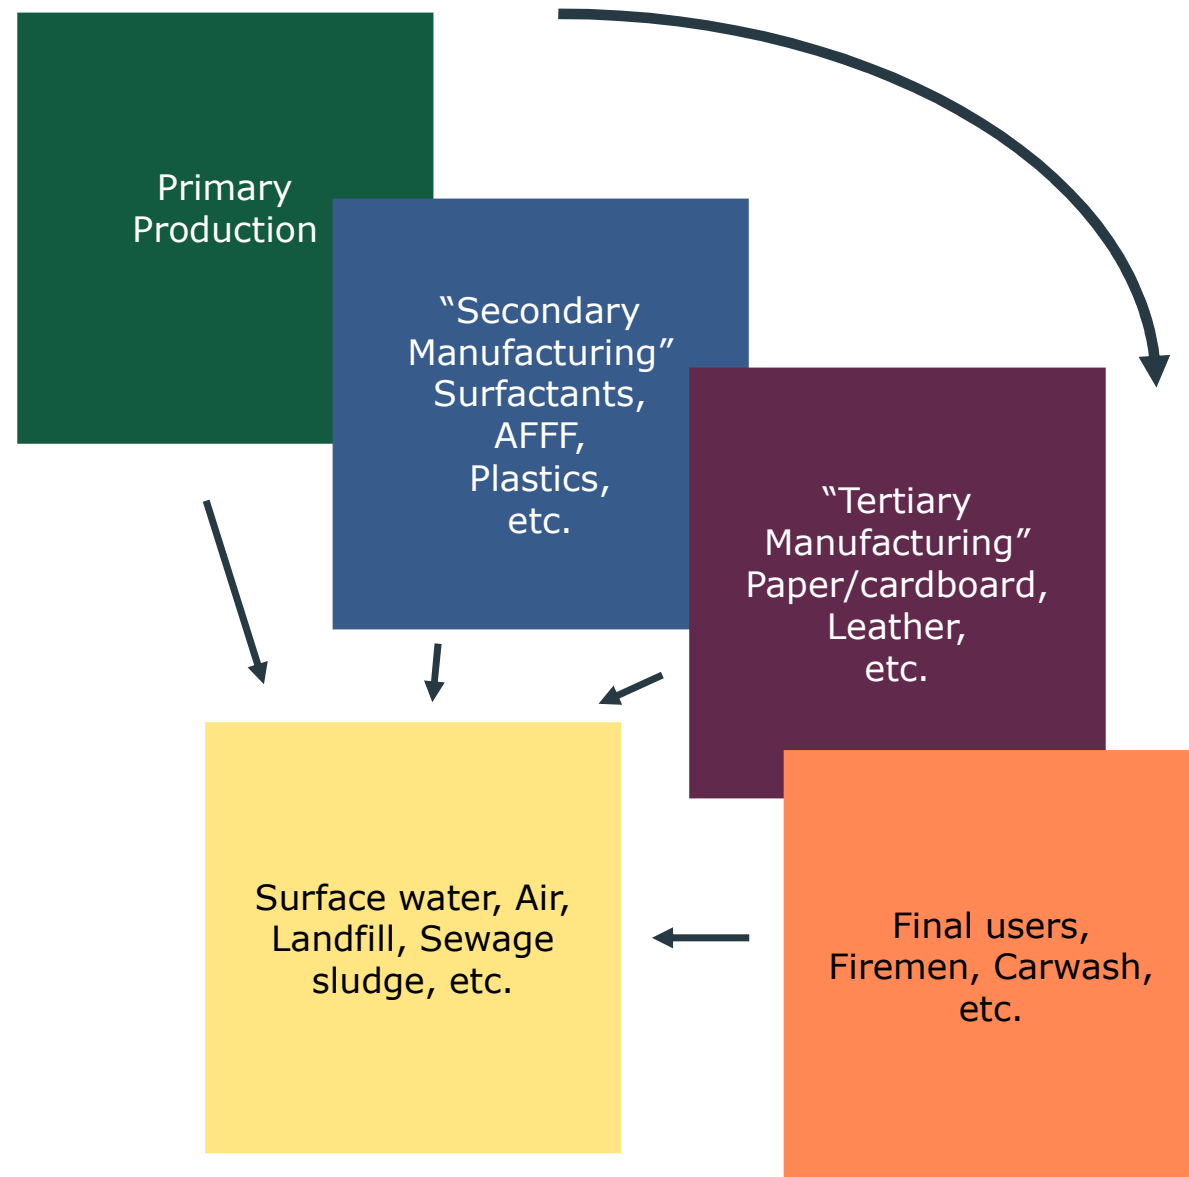 Primary
Production
“Secondary
Manufacturing”
Surfactants,
AFFF,
Plastics,
etc.
“Tertiary
Manufacturing”
Paper/cardboard,
Leather,
etc.
Surface water, Air,
Landfill, Sewage
sludge, etc.
Final users,
Firemen, Carwash,
etc.